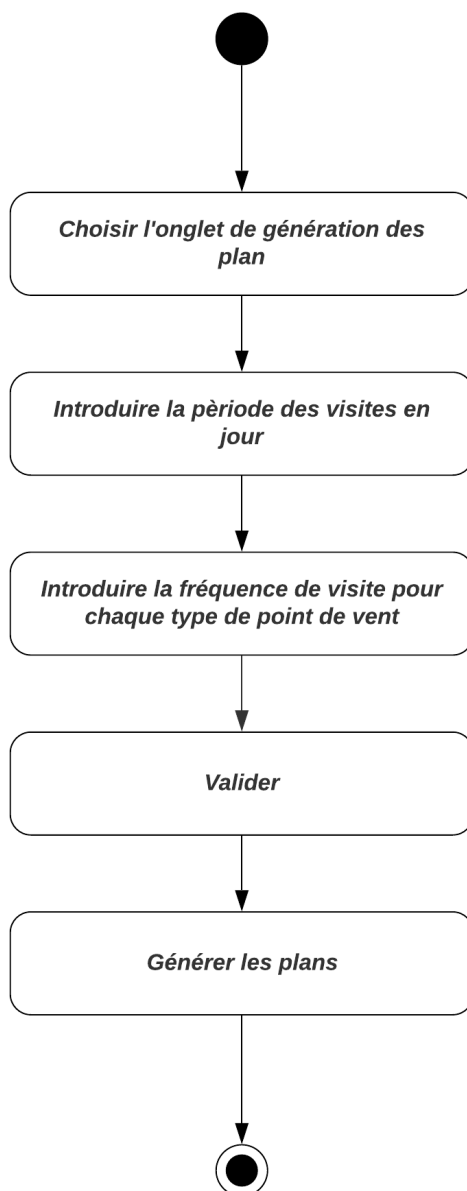 Choisir l'onglet de génération des
plan
Introduire la pèriode des visites en
jour
Introduire la fréquence de visite pour
chaque type de point de vent
Valider
Générer les plans